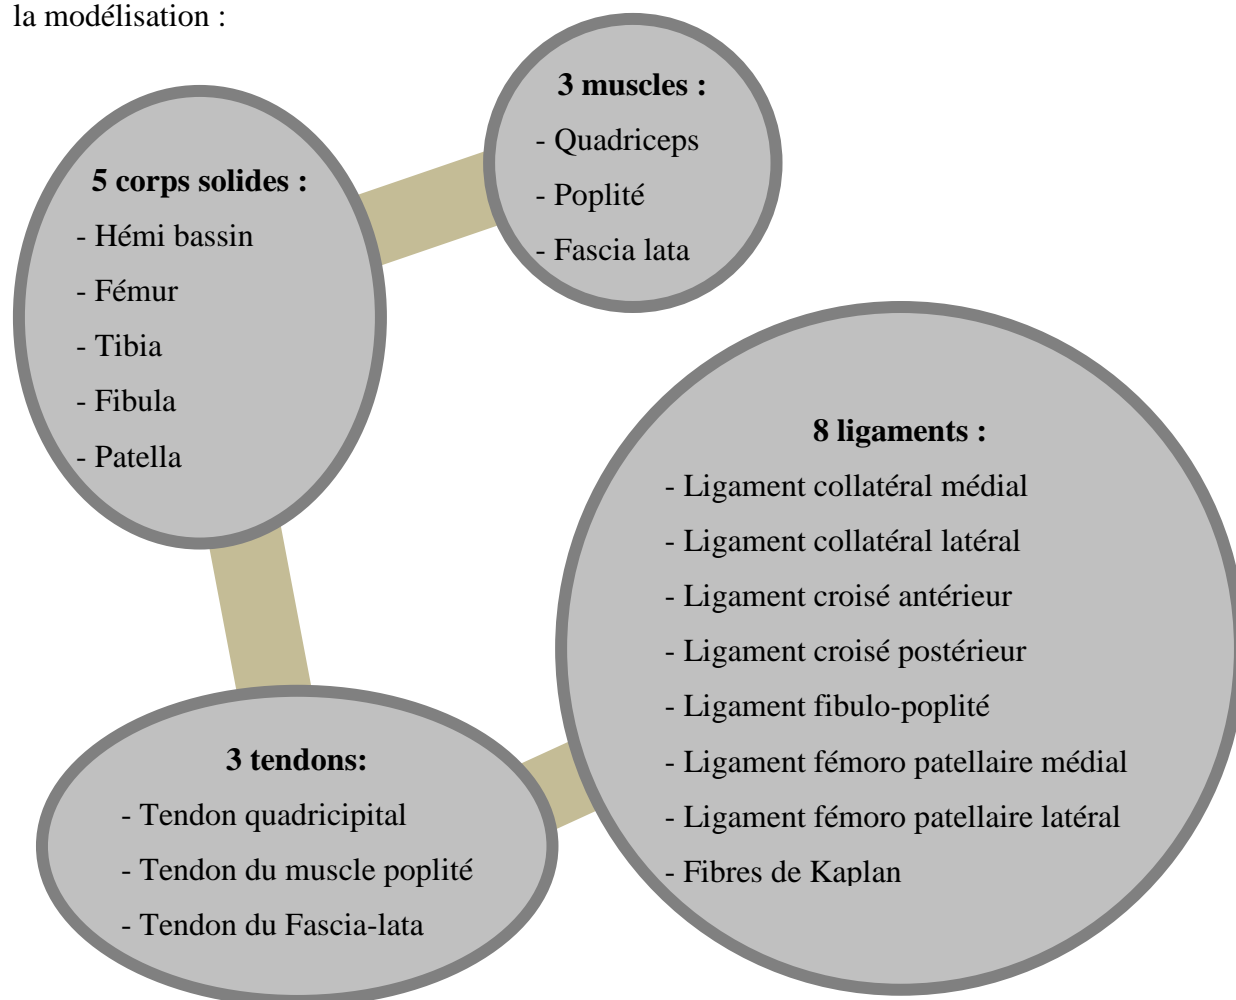 la modélisation :
3 muscles :
- Quadriceps
- Poplité
- Fascia lata
5 corps solides :
- Hémi bassin
- Fémur
- Tibia
- Fibula
- Patella
8 ligaments :
- Ligament collatéral médial
- Ligament collatéral latéral
- Ligament croisé antérieur
- Ligament croisé postérieur
- Ligament fibulo-poplité
- Ligament fémoro patellaire médial
- Ligament fémoro patellaire latéral
- Fibres de Kaplan
3 tendons:
- Tendon quadricipital
- Tendon du muscle poplité
- Tendon du Fascia-lata